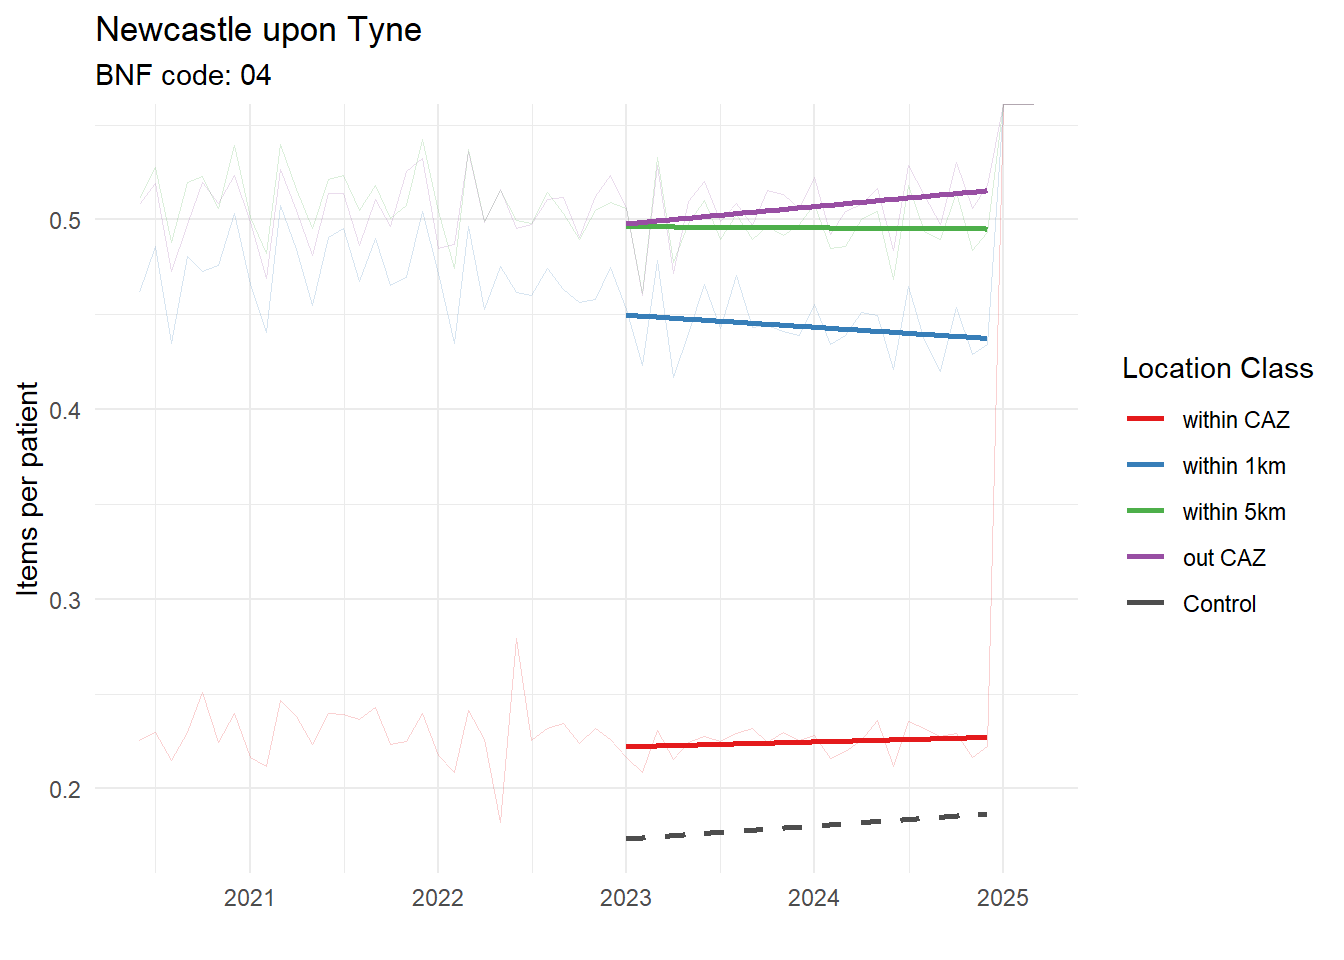 Newcastle upon Tyne
BNF code: 04
Items per patient
0.5
0.4
0.3
0.2
2021
2022
2023
2024
2025
Location Class
within CAZ
within 1km
within 5km
out CAZ
Control